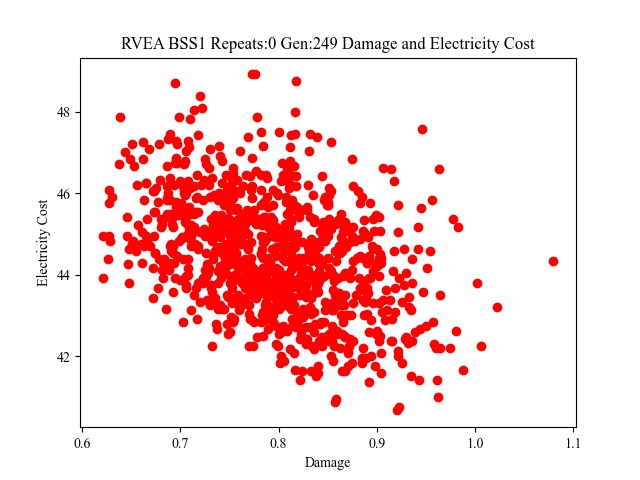 RVEA BSS1 Repeats:0 Gen:249 Damage and Electricity Cost
48
46
44
42
Electricity Cost
0.6 0.7 0.8 0.9 1.0 1.1
Damage